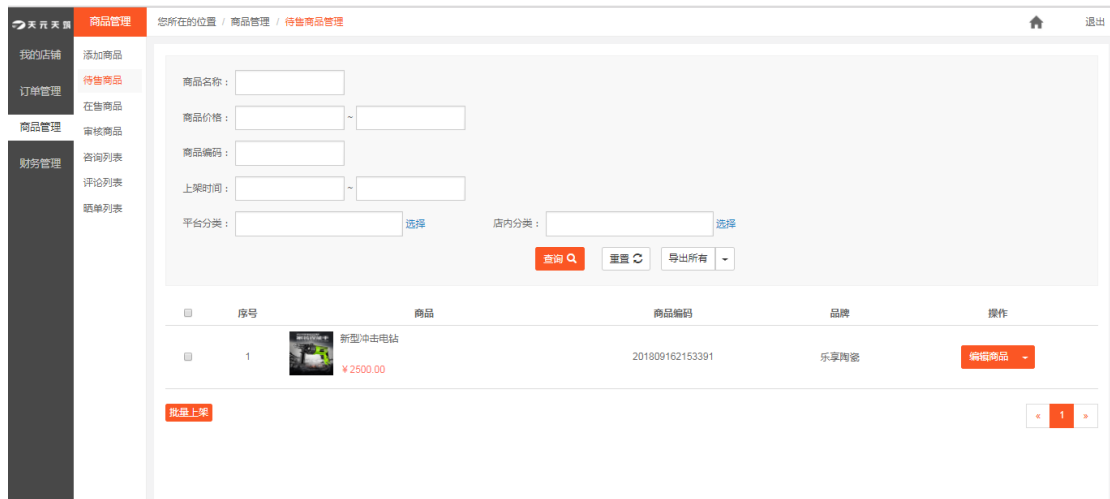 天元天筑
商品管理
您所在的位置 / 商品管理 / 待售商品管理
退出
我的店铺
订单管理
商品管理
财务管理
添加商品
待售商品
在售商品
审核商品
咨询列表
评论列表
晒单列表
商品名称：
商品价格： ~
商品编码：
上架时间： ~
平台分类： 选择 店内分类： 选择
查询 重置 导出所有
序号 商品 商品编码 品牌 操作
1 新型冲击电钻 201809162153391 乐享陶瓷 编辑商品
¥2500.00
批量上架
« 1 »